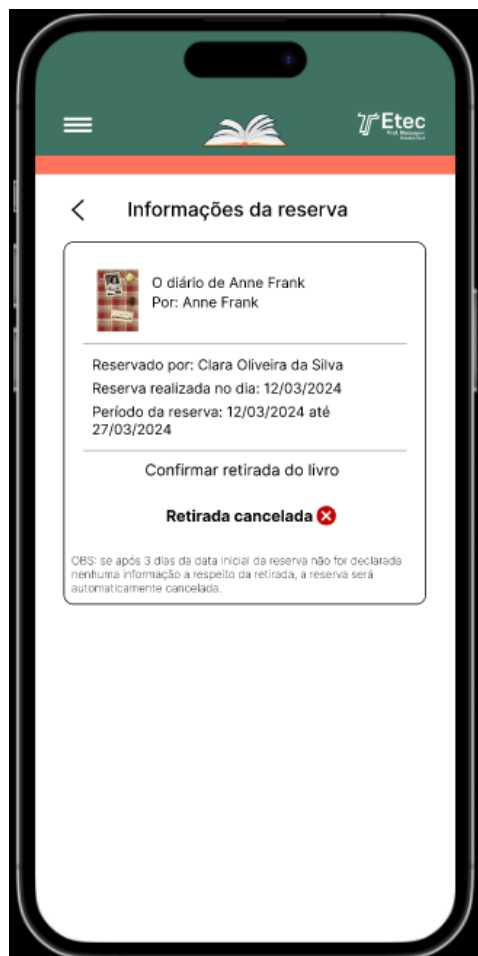 Etec
Informações da reserva
O diário de Anne Frank
Por: Anne Frank
Reservado por: Clara Oliveira da Silva
Reserva realizada no dia: 12/03/2024
Período da reserva: 12/03/2024 até
27/03/2024
Confirmar retirada do livro
Retirada cancelada
OBS: se após 3 dias da data inicial da reserva não for declarada
nenhuma informação a respeito da retirada, a reserva será
automaticamente cancelada.